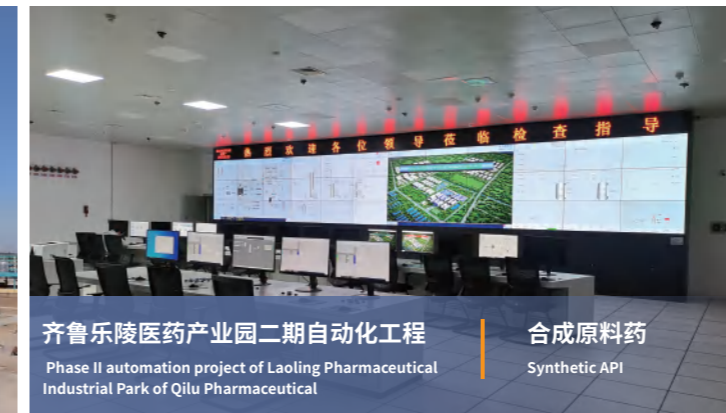 热烈欢迎各位领导莅临检查指导
齐鲁乐陵医药产业园二期自动化工程
合成原料药
Phase II automation project of Laoling Pharmaceutical
Industrial Park of Qilu Pharmaceutical
Synthetic API